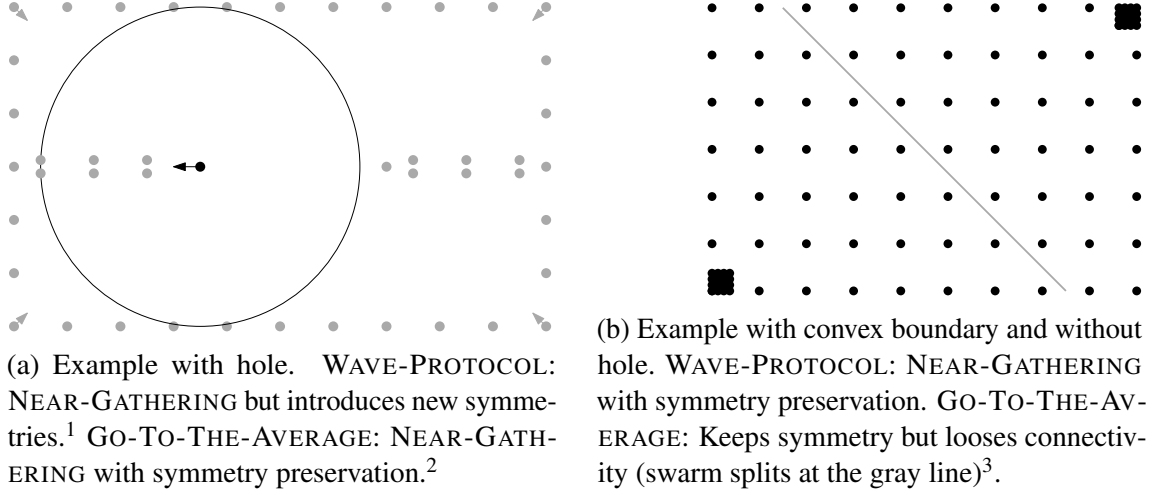 (a) Example with hole. WAVE-PROTOCOL:
NEAR-GATHERING but introduces new symme-
tries.¹ GO-TO-THE-AVERAGE: NEAR-GATH-
ERING with symmetry preservation.²
(b) Example with convex boundary and without
hole. WAVE-PROTOCOL: NEAR-GATHERING
with symmetry preservation. GO-TO-THE-AV-
ERAGE: Keeps symmetry but looses connectiv-
ity (swarm splits at the gray line)³.